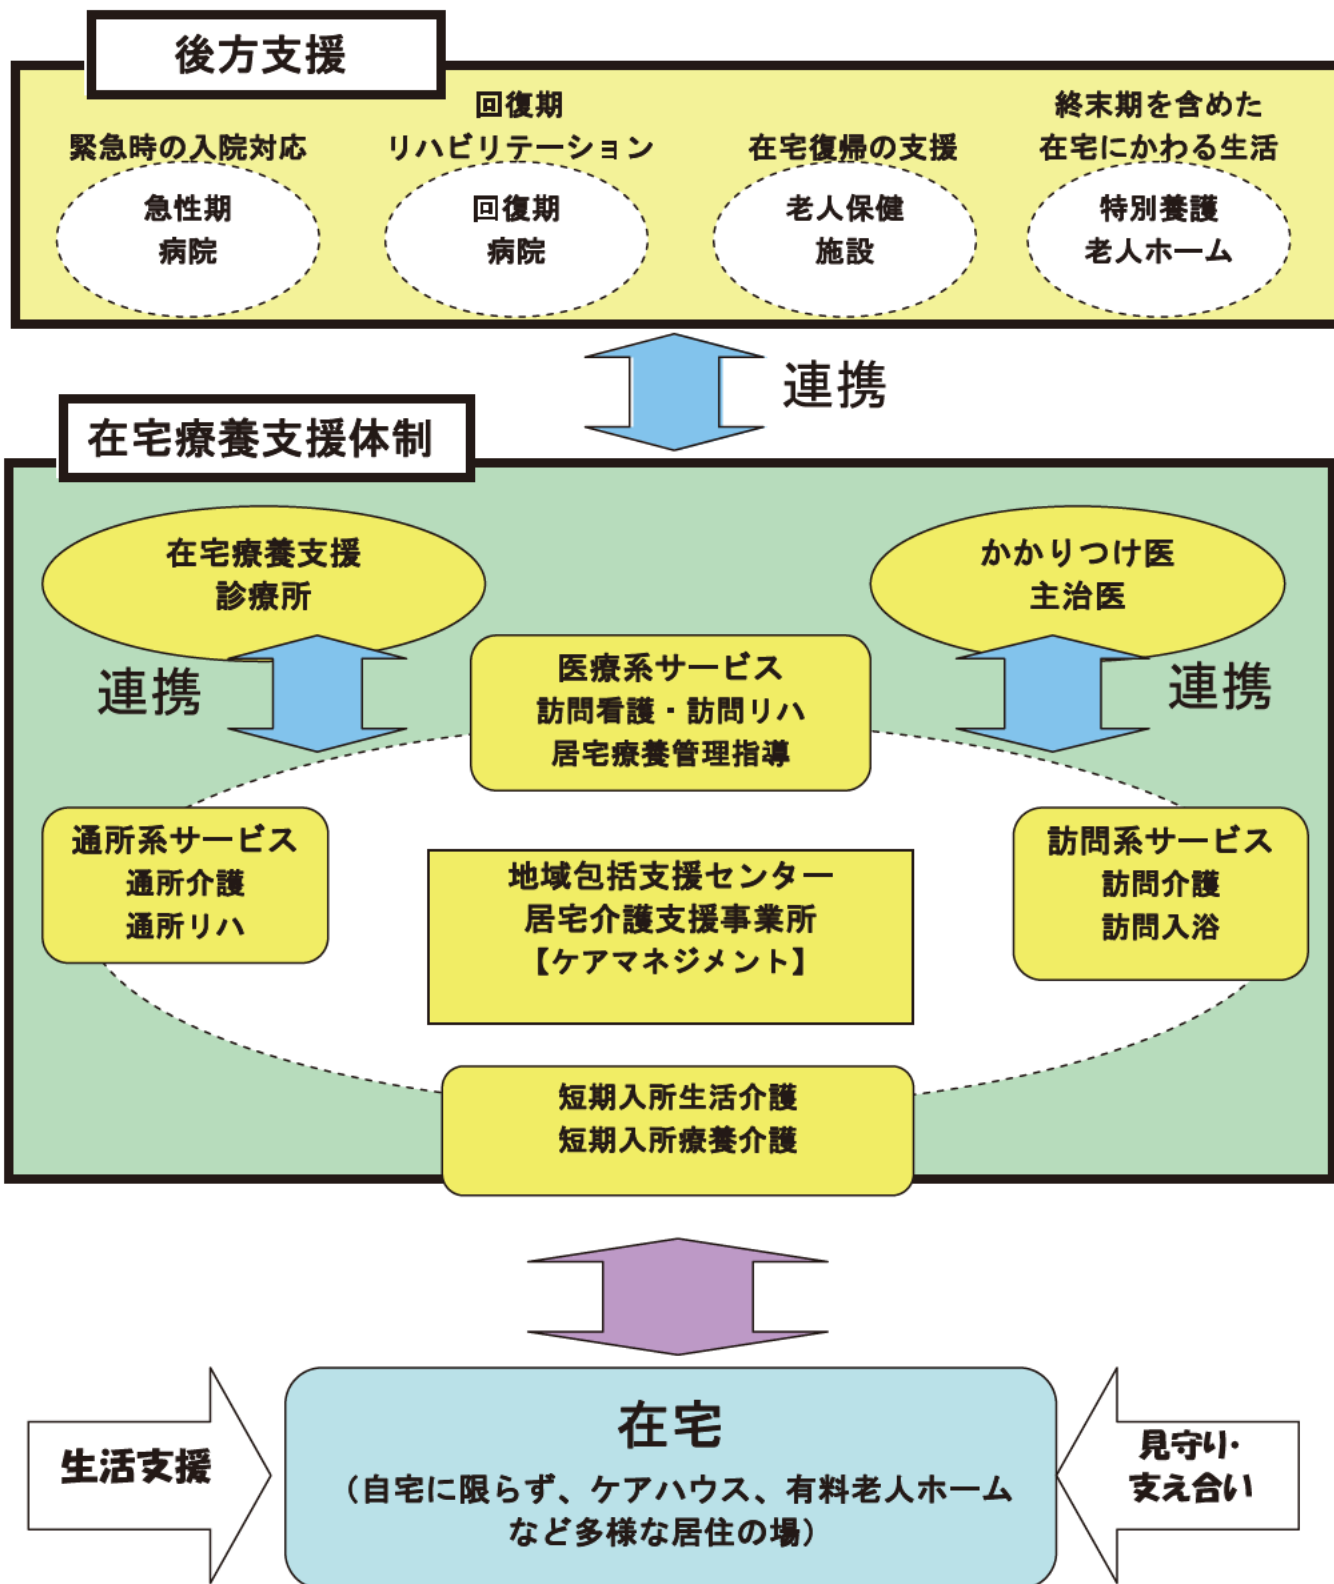 後方支援
緊急時の入院対応
急性期
病院
回復期
リハビリテーション
回復期
病院
在宅復帰の支援
老人保健
施設
終末期を含めた
在宅にかわる生活
特別養護
老人ホーム
連携
在宅療養支援体制
在宅療養支援
診療所
かかりつけ医
主治医
連携
連携
医療系サービス
訪問看護・訪問リハ
居宅療養管理指導
通所系サービス
通所介護
通所リハ
地域包括支援センター
居宅介護支援事業所
【ケアマネジメント】
訪問系サービス
訪問介護
訪問入浴
短期入所生活介護
短期入所療養介護
生活支援
在宅
（自宅に限らず、ケアハウス、有料老人ホーム
など多様な居住の場）
見守り・
支え合い